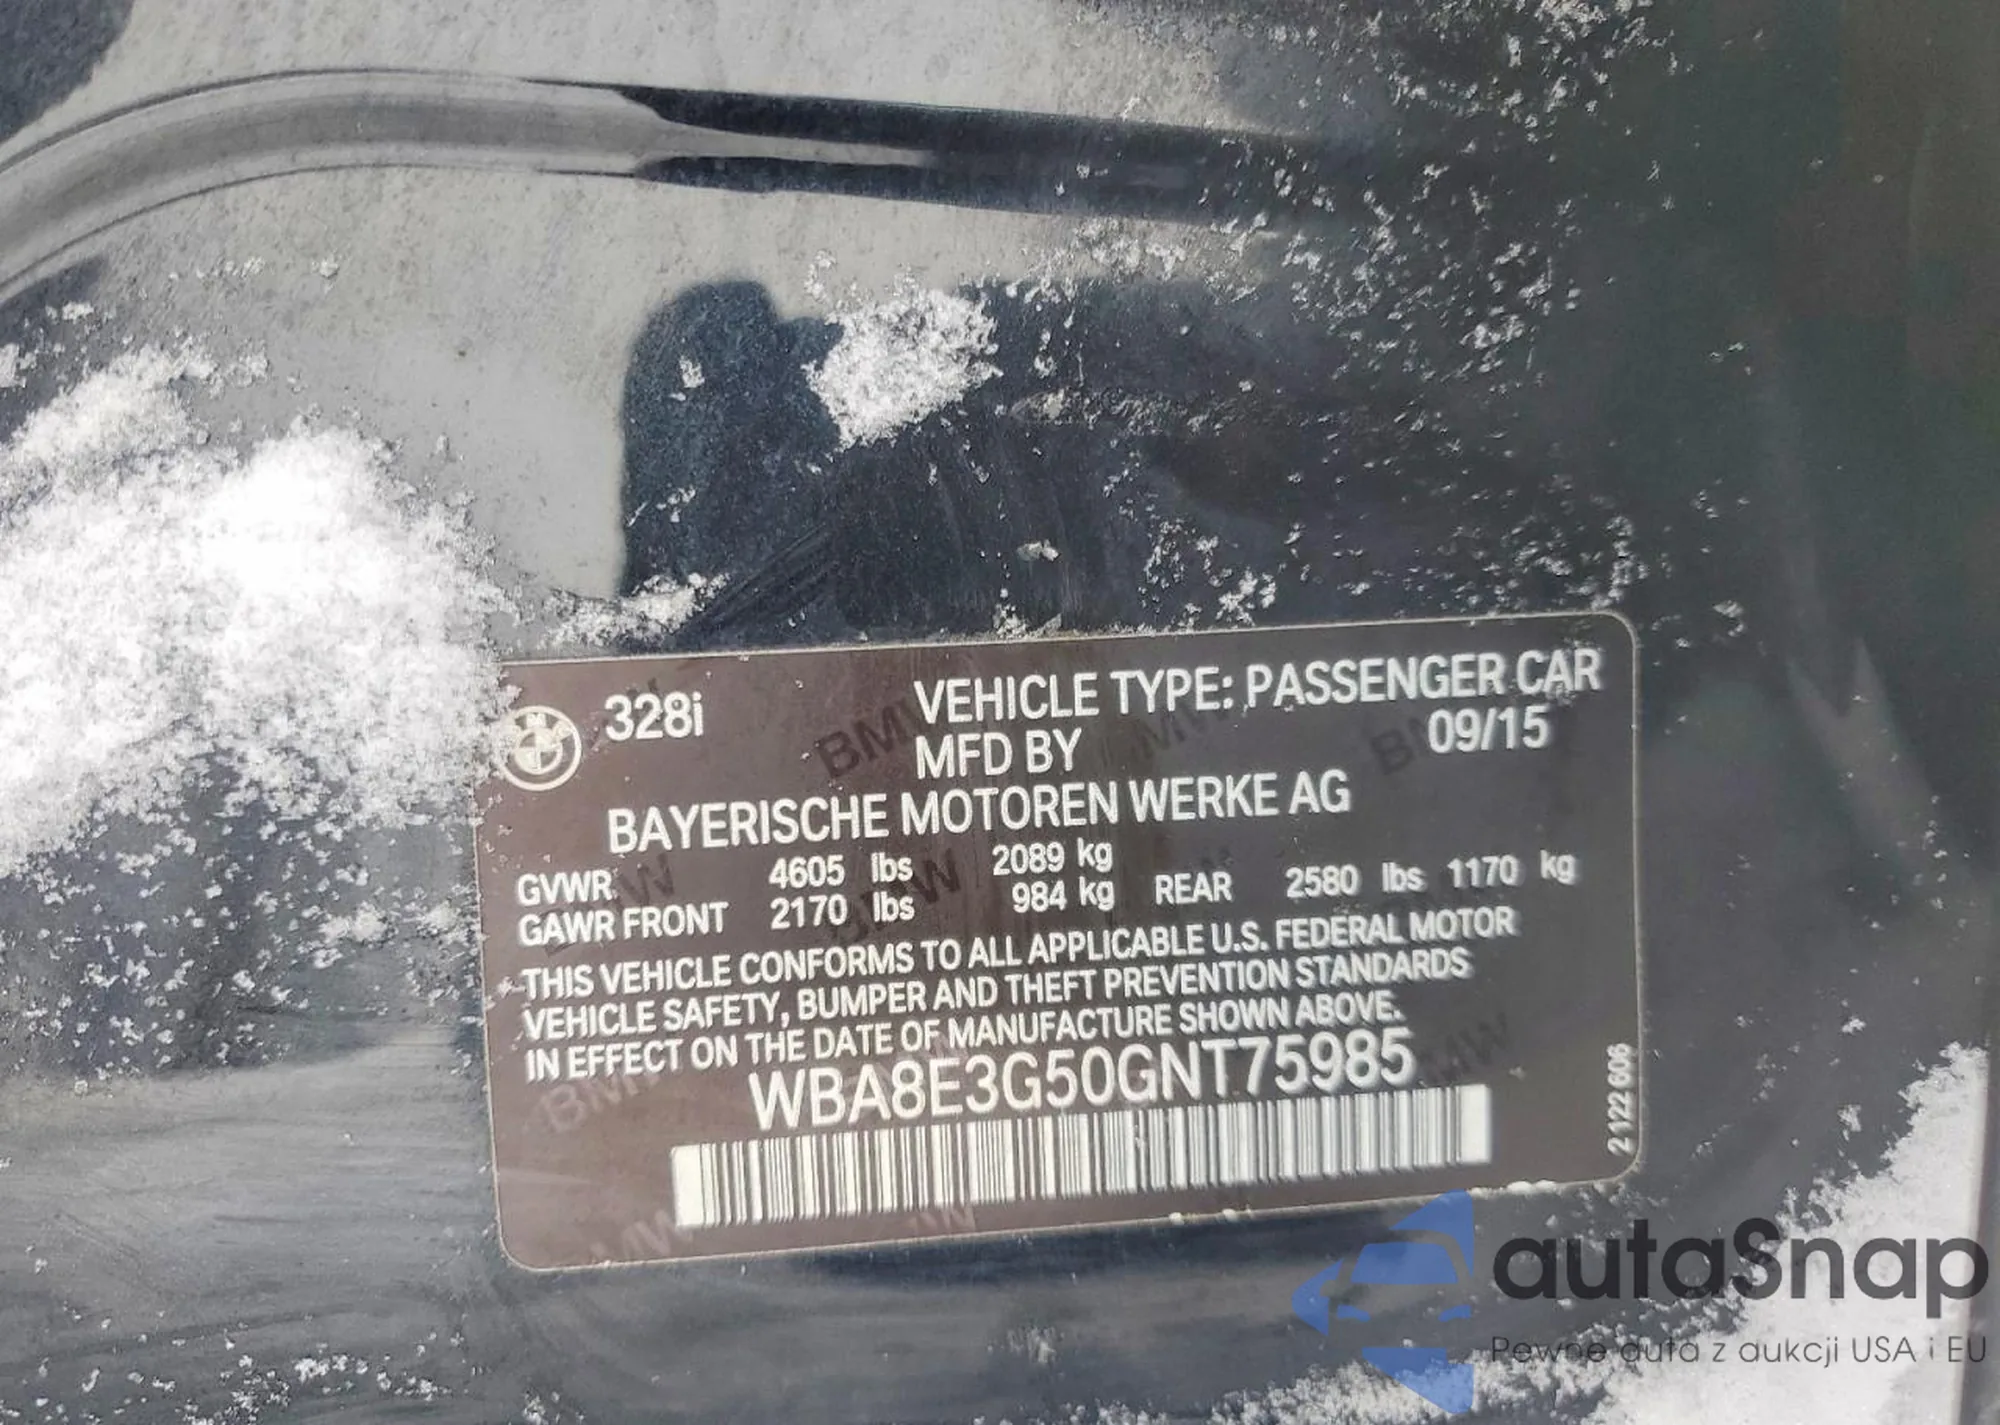 328i
VEHICLE TYPE: PASSENGER CAR
MFD BY 09/15
BAYERISCHE MOTOREN WERKE AG
GVWR 4605 lbs 2089 kg
GAWR FRONT 2170 lbs 984 kg REAR 2580 lbs 1170 kg
THIS VEHICLE CONFORMS TO ALL APPLICABLE U.S. FEDERAL MOTOR
VEHICLE SAFETY, BUMPER AND THEFT PREVENTION STANDARDS
IN EFFECT ON THE DATE OF MANUFACTURE SHOWN ABOVE.
WBA8E3G50GNT75985
2122606
autaSnap
Pewne auta z aukcji USA i EU